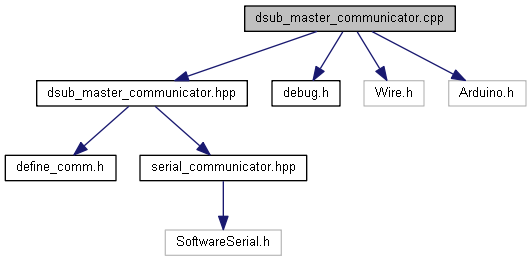 dsub_master_communicator.cpp
dsub_master_communicator.hpp
debug.h
Wire.h
Arduino.h
define_comm.h
serial_communicator.hpp
SoftwareSerial.h